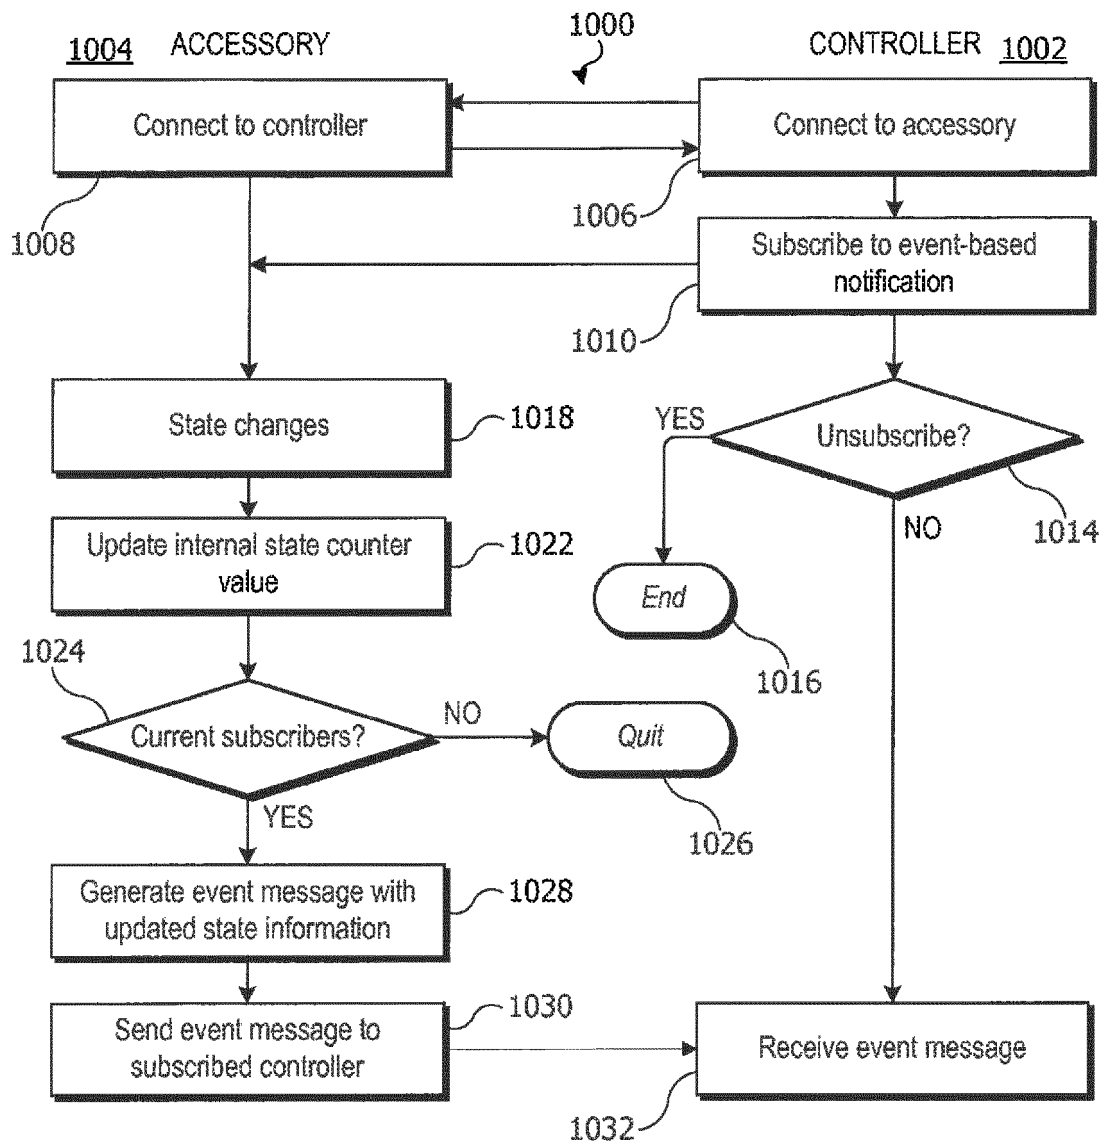 1000
1004 ACCESSORY
CONTROLLER 1002
Connect to controller
Connect to accessory
1006
1008
Subscribe to event-based
notification
1010
State changes
1018
YES
Unsubscribe?
1014
NO
Update internal state counter
value
1022
End
1016
1024
Current subscribers?
NO
Quit
1026
YES
Generate event message with
updated state information
1028
Send event message to
subscribed controller
1030
Receive event message
1032